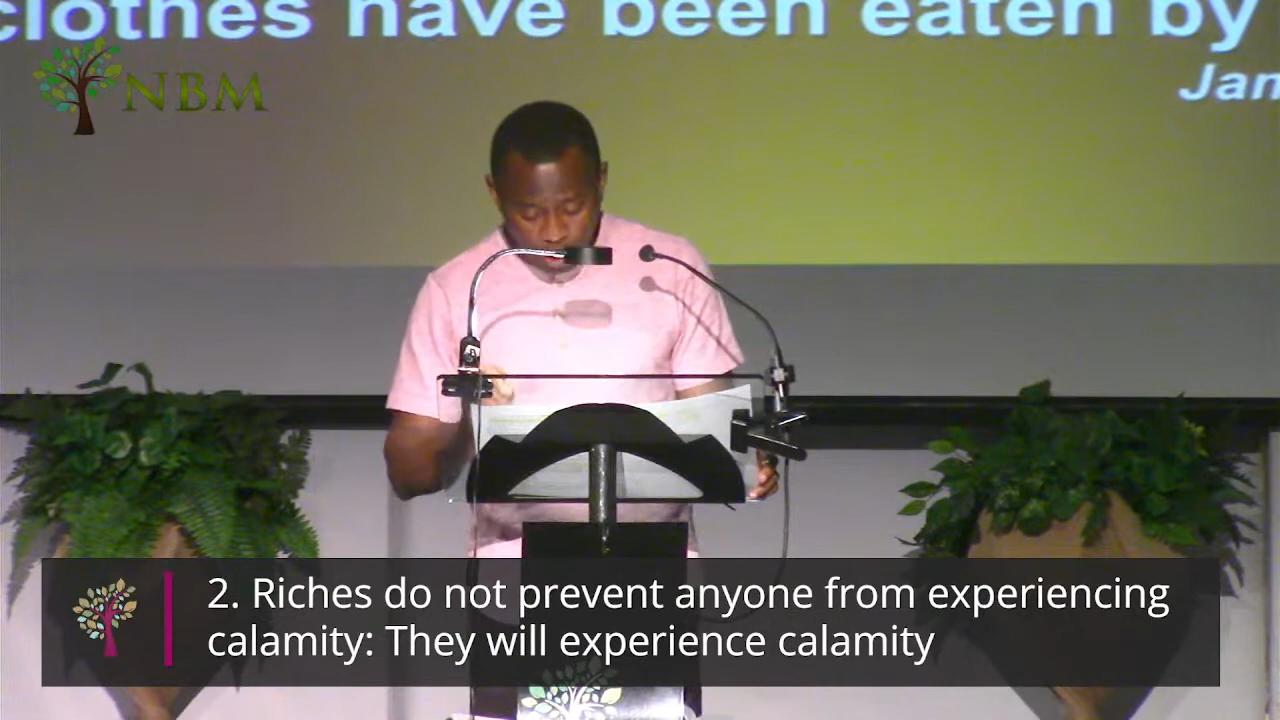 clothes have been eaten by
Jam
NBM
2. Riches do not prevent anyone from experiencing
calamity: They will experience calamity